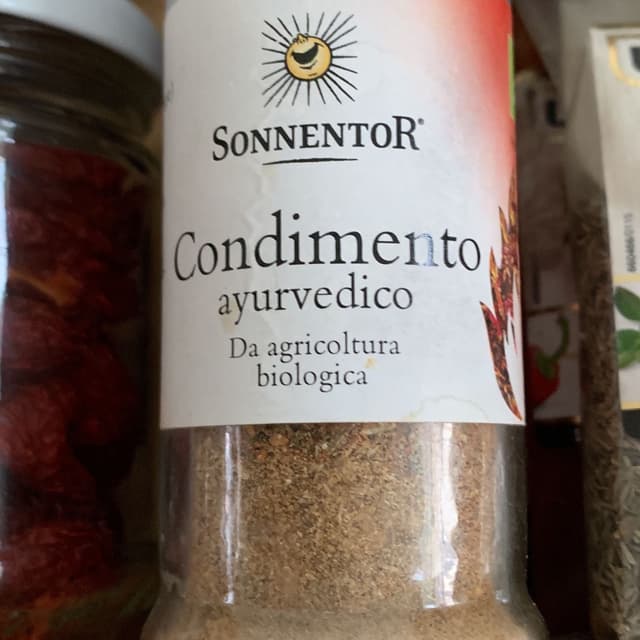 SONNENTOR®
Condimento
ayurvedico
Da agricoltura
biologica